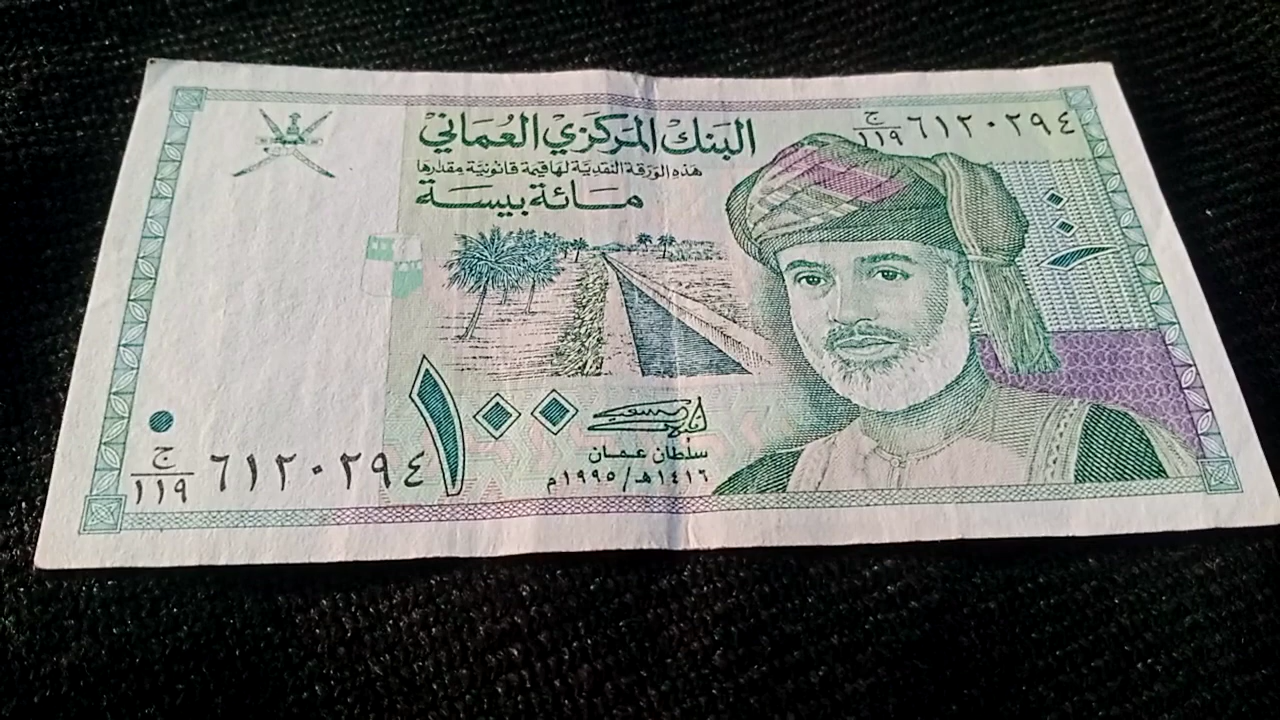 البنك المركزي العماني
هذه الورقة النقدية لها قيمة قانونية مقدارها
مائة بيسة
ج
١١٩
٦١٢٠٢٩٤
١٠٠
١٠٠
سلطان عمان
١٤١٦هـ/١٩٩٥م
ج
١١٩
٦١٢٠٢٩٤